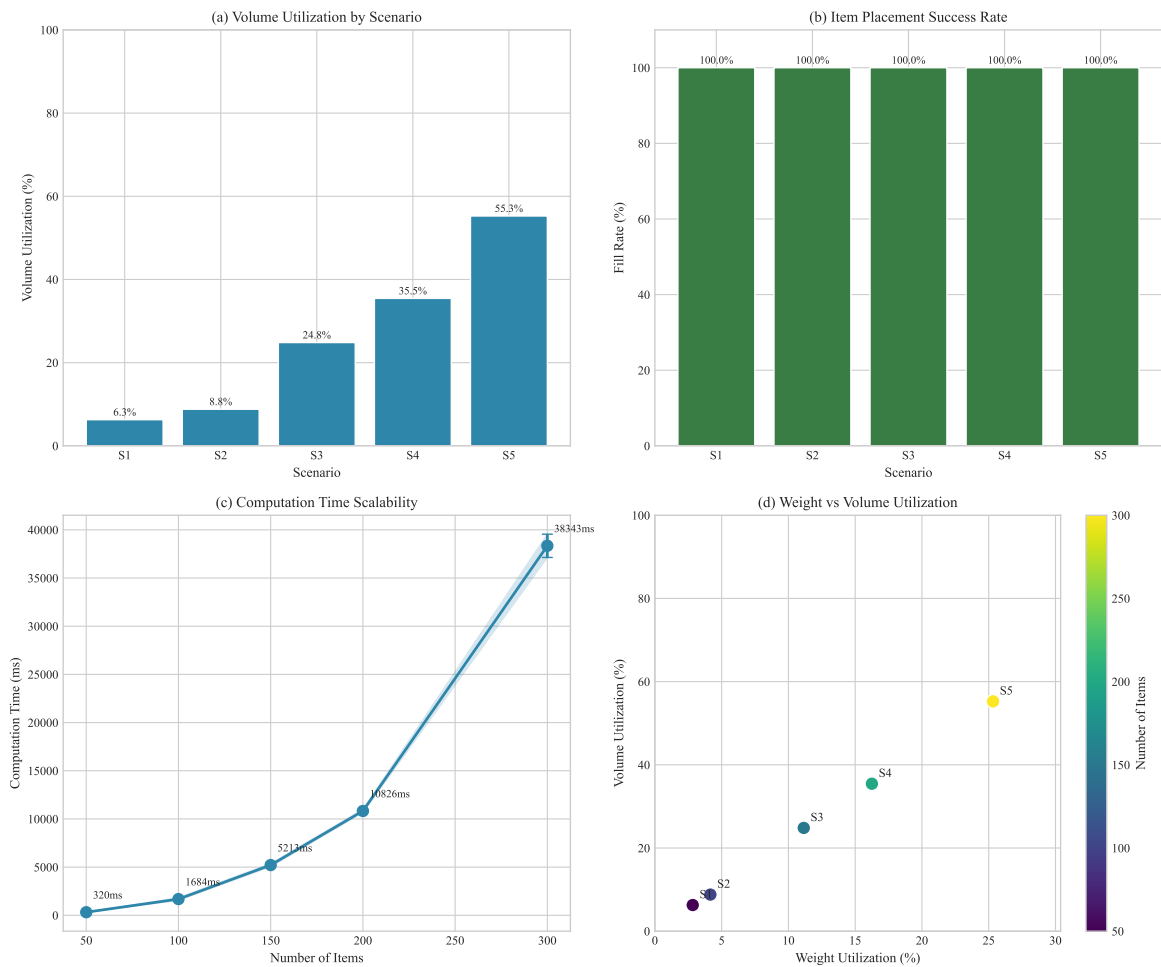 (a) Volume Utilization by Scenario
100
80
60
40
20
0
Volume Utilization (%)
6.3%
8.8%
24.8%
35.5%
55.3%
S1
S2
S3
S4
S5
Scenario
(b) Item Placement Success Rate
100
80
60
40
20
0
Fill Rate (%)
100.0%
100.0%
100.0%
100.0%
100.0%
S1
S2
S3
S4
S5
Scenario
(c) Computation Time Scalability
40000
35000
30000
25000
20000
15000
10000
5000
0
Computation Time (ms)
320ms
1684ms
5213ms
10826ms
38343ms
50
100
150
200
250
300
Number of Items
(d) Weight vs Volume Utilization
100
80
60
40
20
0
Volume Utilization (%)
S1
S2
S3
S4
S5
0
5
10
15
20
25
30
Weight Utilization (%)
300
250
200
150
100
50
Number of Items